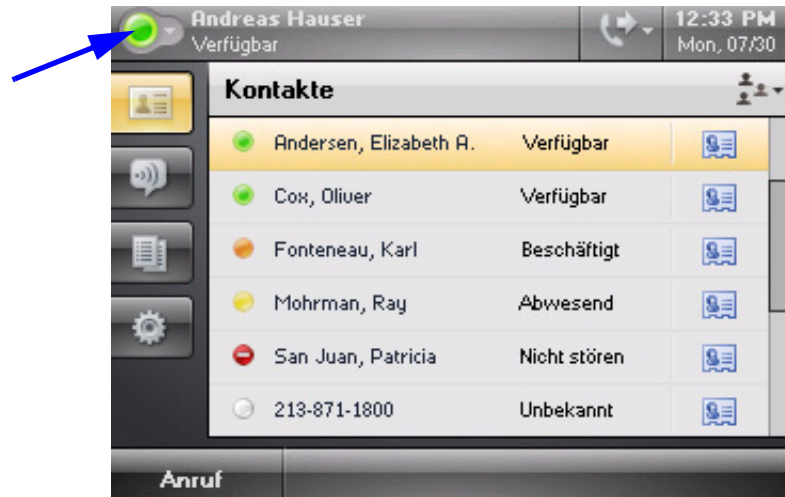 Andreas Hauser
Verfügbar
12:33 PM
Mon, 07/30
Kontakte
Andersen, Elizabeth A. Verfügbar
Cox, Oliver Verfügbar
Fonteneau, Karl Beschäftigt
Mohrman, Ray Abwesend
San Juan, Patricia Nicht stören
213-871-1800 Unbekannt
Anruf